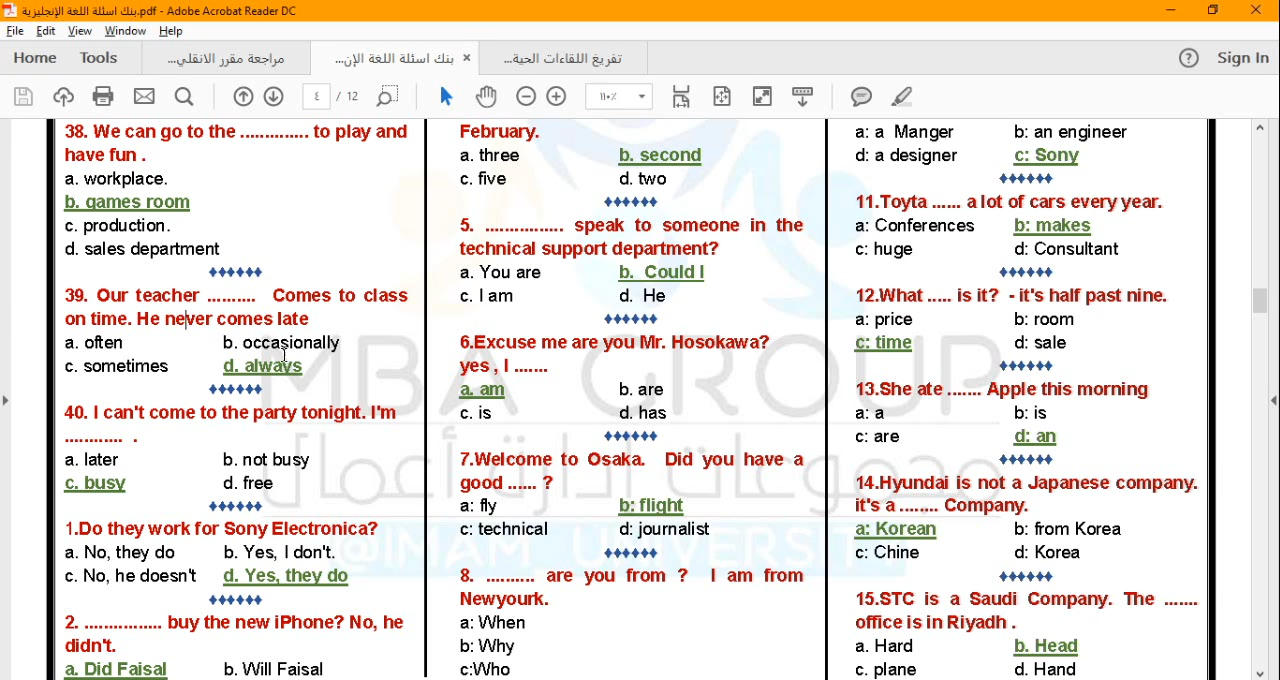 بنك اسئلة اللغة الإنجليزية.pdf - Adobe Acrobat Reader DC
File Edit View Window Help
Home Tools
مراجعة مقرر الانقلي...
بنك اسئلة اللغة الإن...
تفريغ اللقاءات الحية...
Sign In
٤ / 12
١١٠٪
38. We can go to the .............. to play and
have fun .
a. workplace.
b. games room
c. production.
d. sales department
39. Our teacher .......... Comes to class
on time. He never comes late
a. often b. occasionally
c. sometimes d. always
40. I can't come to the party tonight. I'm
............ .
a. later b. not busy
c. busy d. free
1.Do they work for Sony Electronica?
a. No, they do b. Yes, I don't.
c. No, he doesn't d. Yes, they do
2. ................ buy the new iPhone? No, he
didn't.
a. Did Faisal b. Will Faisal
February.
a. three b. second
c. five d. two
5. ................ speak to someone in the
technical support department?
a. You are b. Could I
c. I am d. He
6.Excuse me are you Mr. Hosokawa?
yes , I .......
a. am b. are
c. is d. has
7.Welcome to Osaka. Did you have a
good ...... ?
a: fly b: flight
c: technical d: journalist
8. .......... are you from ? I am from
Newyourk.
a: When
b: Why
c:Who
a: a Manger b: an engineer
d: a designer c: Sony
11.Toyta ...... a lot of cars every year.
a: Conferences b: makes
c: huge d: Consultant
12.What ..... is it? - it's half past nine.
a: price b: room
c: time d: sale
13.She ate ....... Apple this morning
a: a b: is
c: are d: an
14.Hyundai is not a Japanese company.
it's a ........ Company.
a: Korean b: from Korea
c: Chine d: Korea
15.STC is a Saudi Company. The .......
office is in Riyadh .
a. Hard b. Head
c. plane d. Hand
MBA GROUP
مجموعات إدارة أعمال
@IMAM_UNIVERSITY